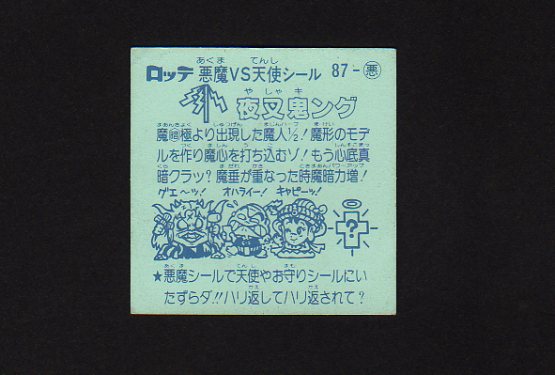 ロッテ 悪魔VS天使シール 87-悪
夜叉鬼ング
極より出現した魔人½!魔形のモデ
ルを作り魔心を打ち込むゾ!もう心底真
暗クラッ?魔垂が重なった時魔暗力増!
ゲエ〜ッ! オハライー! キャピーッ!
?
★悪魔シールで天使やお守りシールにい
たずらダ!!ハリ返してハリ返されて?